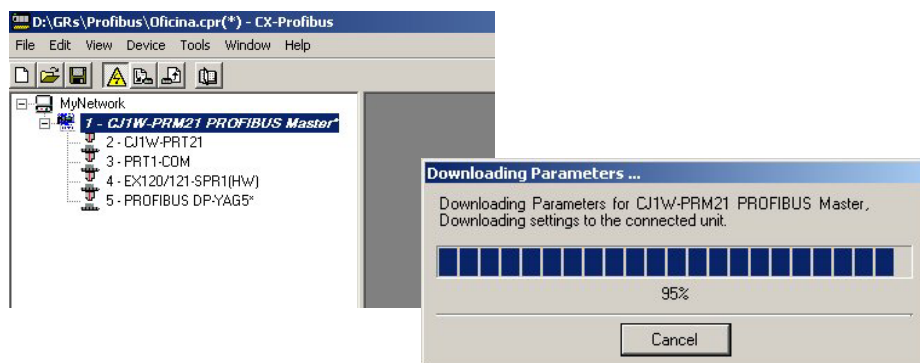 D:\GRs\Profibus\Oficina.cpr(*) - CX-Profibus
File Edit View Device Tools Window Help
MyNetwork
1 - CJ1W-PRM21 PROFIBUS Master*
2 - CJ1W-PRT21
3 - PRT1-COM
4 - EX120/121-SPR1(HW)
5 - PROFIBUS DP-YAG5*
Downloading Parameters ...
Downloading Parameters for CJ1W-PRM21 PROFIBUS Master,
Downloading settings to the connected unit.
95%
Cancel